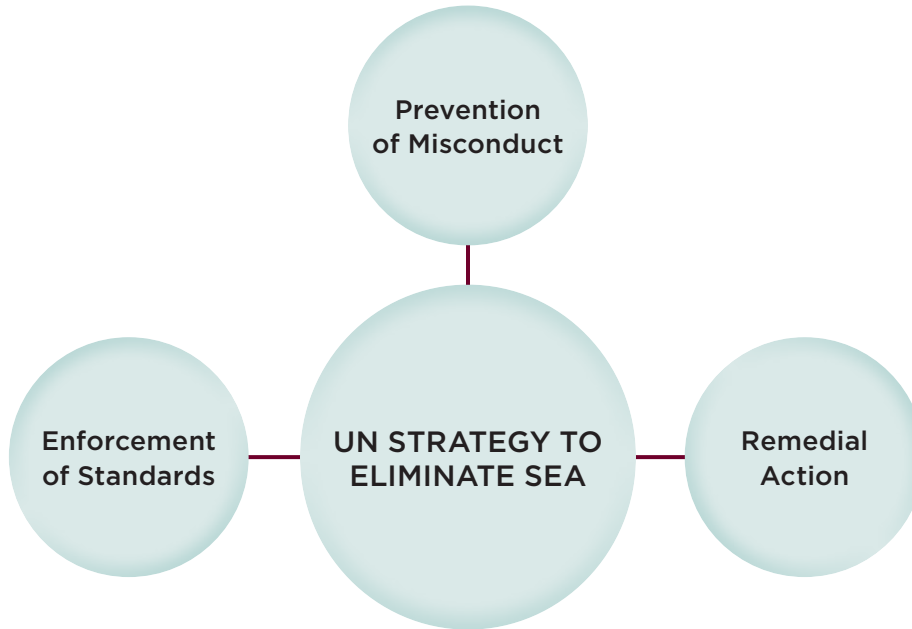 Prevention
of Misconduct
Enforcement
of Standards
UN STRATEGY TO
ELIMINATE SEA
Remedial
Action